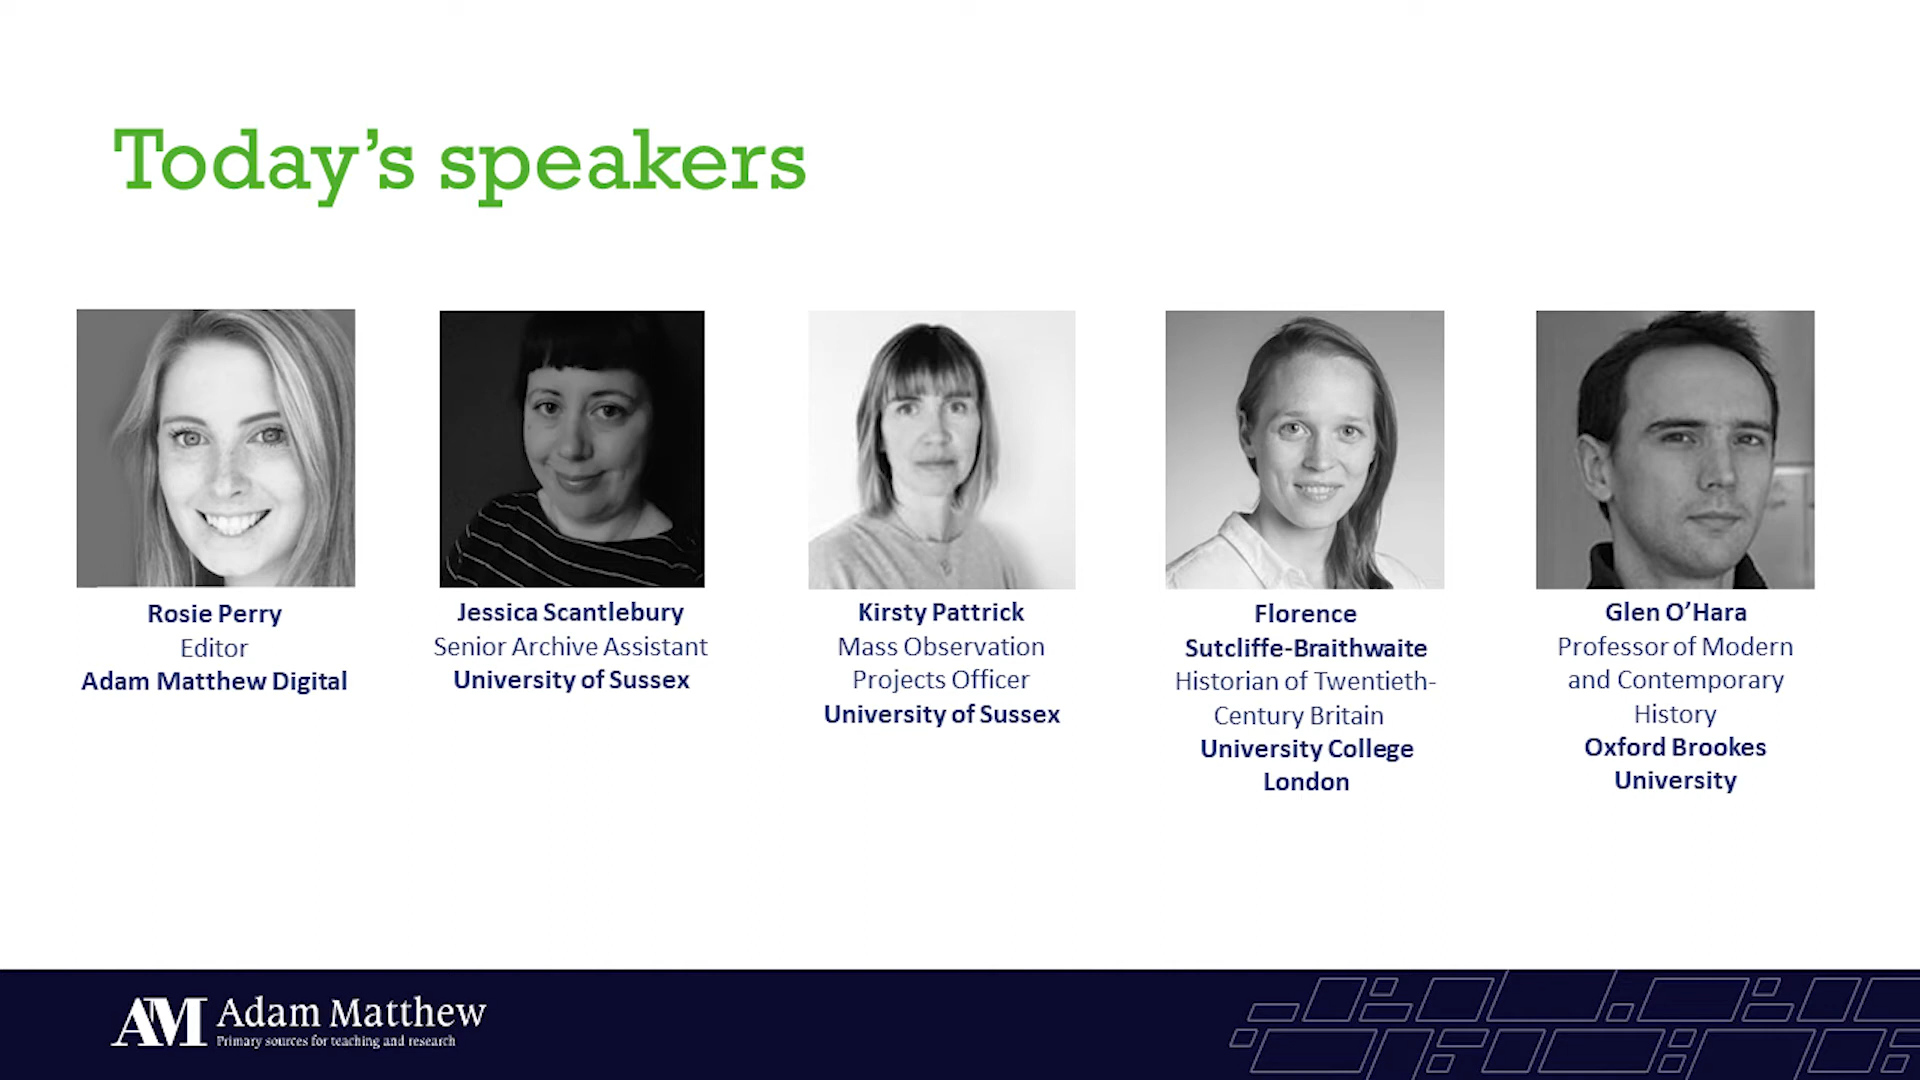 Today’s speakers
Rosie Perry
Editor
Adam Matthew Digital
Jessica Scantlebury
Senior Archive Assistant
University of Sussex
Kirsty Pattrick
Mass Observation
Projects Officer
University of Sussex
Florence
Sutcliffe-Braithwaite
Historian of Twentieth-
Century Britain
University College
London
Glen O’Hara
Professor of Modern
and Contemporary
History
Oxford Brookes
University
AM Adam Matthew
Primary sources for teaching and research